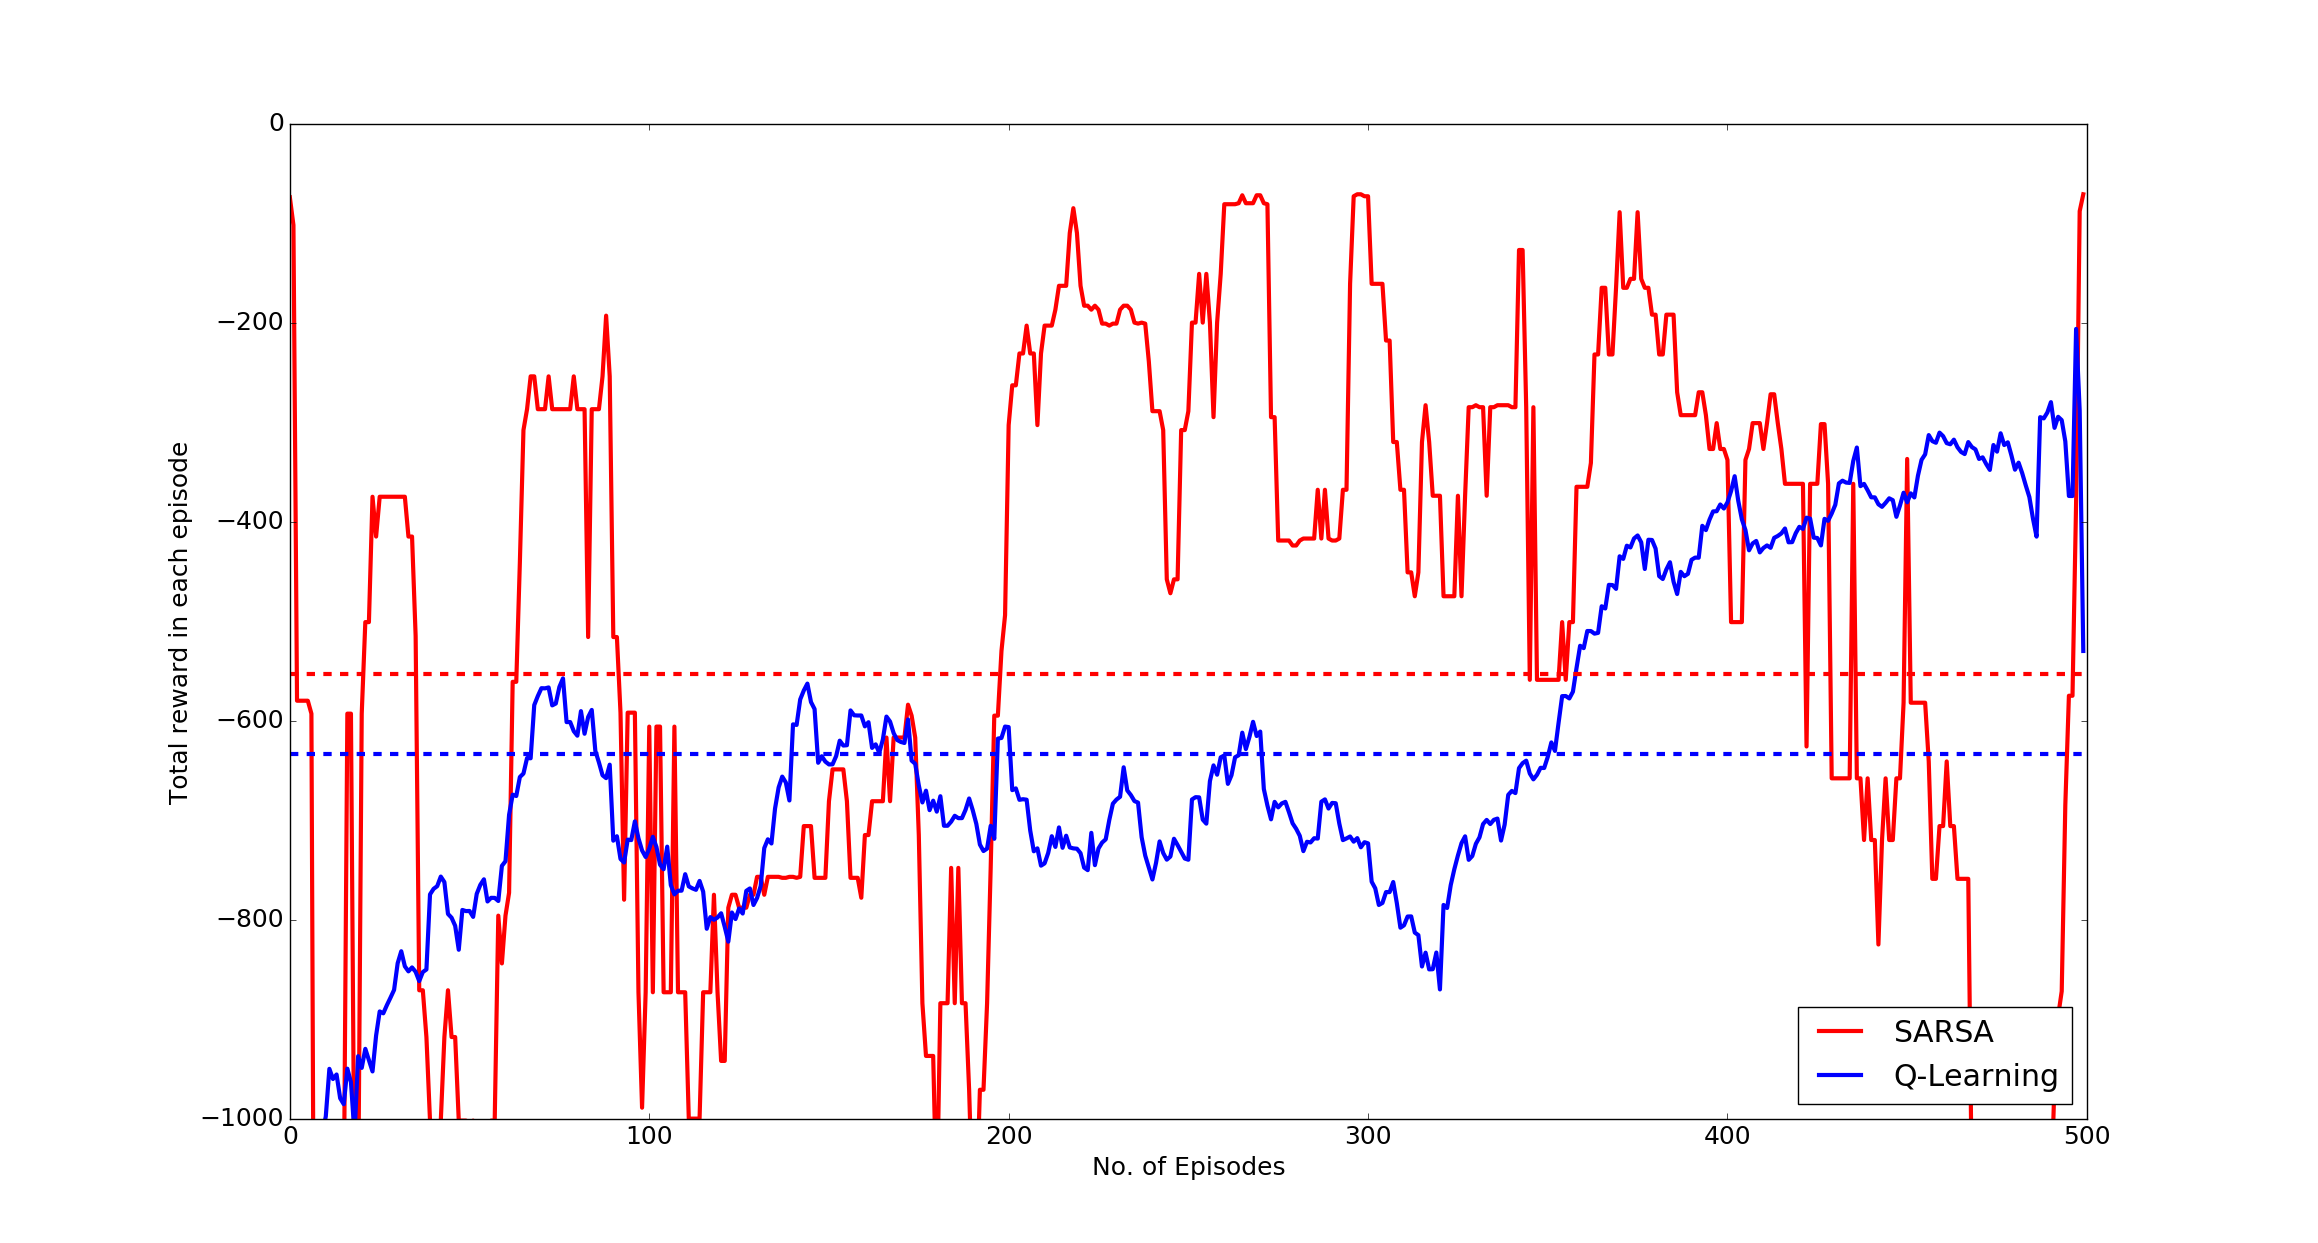 Total reward in each episode
0
−200
−400
−600
−800
−1000
0 100 200 300 400 500
No. of Episodes
SARSA
Q-Learning